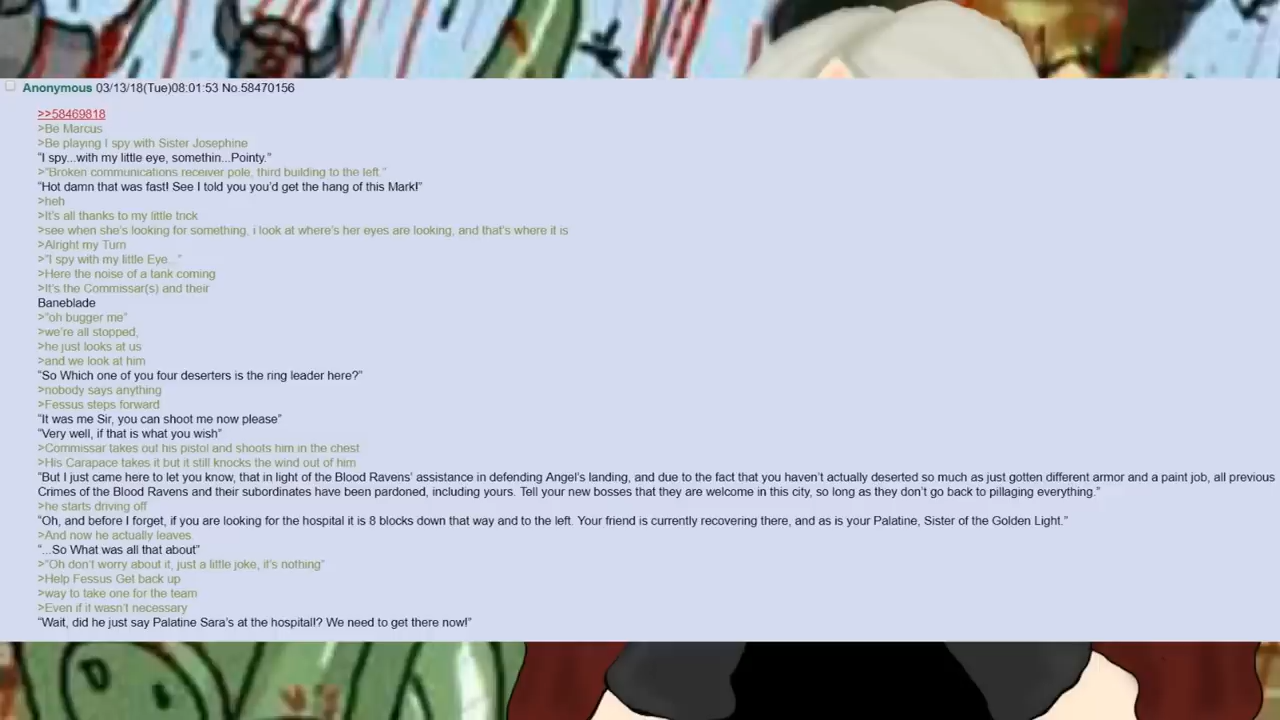 Anonymous 03/13/18(Tue)08:01:53 No.58470156
>>58469818
>Be Marcus
>Be playing I spy with Sister Josephine
“I spy...with my little eye, somethin...Pointy.”
>“Broken communications receiver pole, third building to the left.”
“Hot damn that was fast! See I told you you’d get the hang of this Mark!”
>heh
>It’s all thanks to my little trick
>see when she’s looking for something, i look at where’s her eyes are looking, and that’s where it is
>Alright my Turn
>“I spy with my little Eye...”
>Here the noise of a tank coming
>It’s the Commissar(s) and their
Baneblade
>“oh bugger me”
>we’re all stopped,
>he just looks at us
>and we look at him
“So Which one of you four deserters is the ring leader here?”
>nobody says anything
>Fessus steps forward
“It was me Sir, you can shoot me now please”
“Very well, if that is what you wish”
>Commissar takes out his pistol and shoots him in the chest
>His Carapace takes it but it still knocks the wind out of him
“But I just came here to let you know, that in light of the Blood Ravens’ assistance in defending Angel’s landing, and due to the fact that you haven’t actually deserted so much as just gotten different armor and a paint job, all previous
Crimes of the Blood Ravens and their subordinates have been pardoned, including yours. Tell your new bosses that they are welcome in this city, so long as they don’t go back to pillaging everything.”
>he starts driving off
“Oh, and before I forget, if you are looking for the hospital it is 8 blocks down that way and to the left. Your friend is currently recovering there, and as is your Palatine, Sister of the Golden Light.”
>And now he actually leaves.
“...So What was all that about”
>“Oh don’t worry about it, just a little joke, it’s nothing”
>Help Fessus Get back up
>way to take one for the team
>Even if it wasn’t necessary
“Wait, did he just say Palatine Sara’s at the hospital!? We need to get there now!”